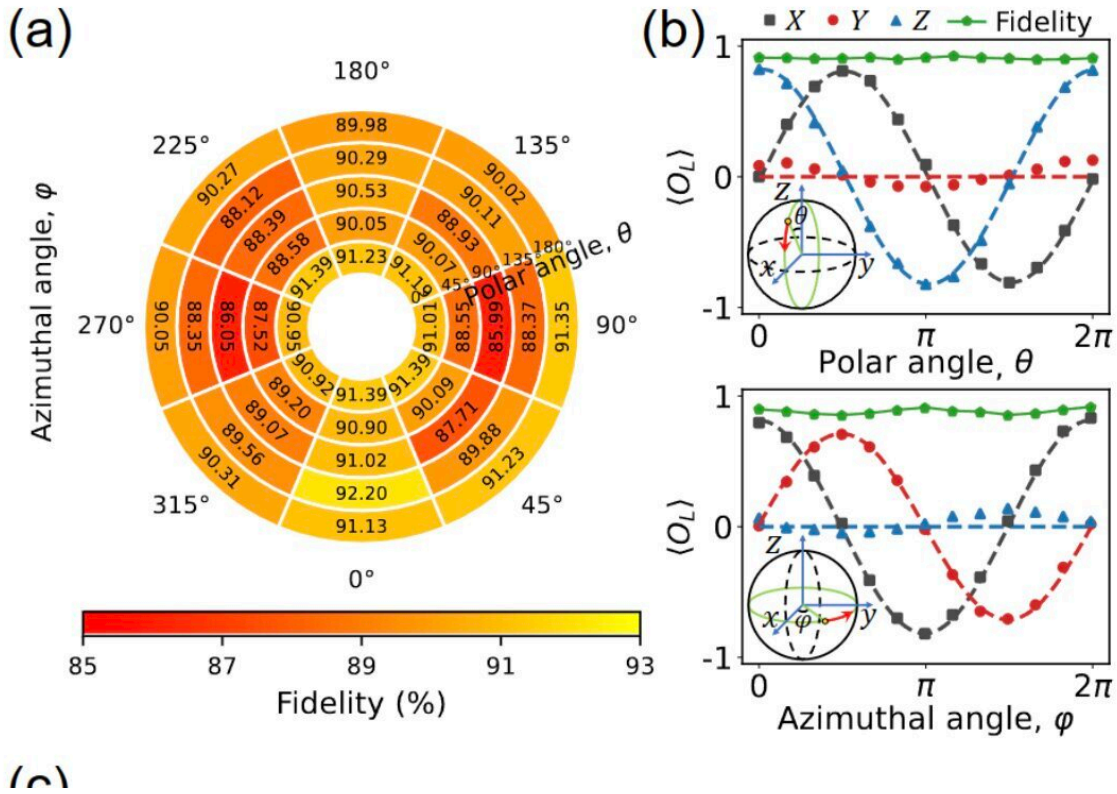 (a)
180°
225°
135°
270°
90°
315°
45°
0°
Azimuthal angle, φ
Polar angle, θ
0° 45° 90° 135° 180°
89.98
90.29
90.53
90.05
91.23
90.02
90.11
88.93
90.07
91.19
91.35
88.37
85.99
88.55
91.01
91.23
89.88
87.71
90.09
91.39
91.13
92.20
91.02
90.90
91.39
90.31
89.56
89.07
89.20
90.92
90.05
88.35
86.05
87.52
90.95
90.27
88.12
88.39
88.58
91.39
85 87 89 91 93
Fidelity (%)
(b)
X Y Z Fidelity
1
0
-1
⟨O_L⟩
z
θ
x
y
0 π 2π
Polar angle, θ
1
0
-1
⟨O_L⟩
z
x
φ
y
0 π 2π
Azimuthal angle, φ
(c)